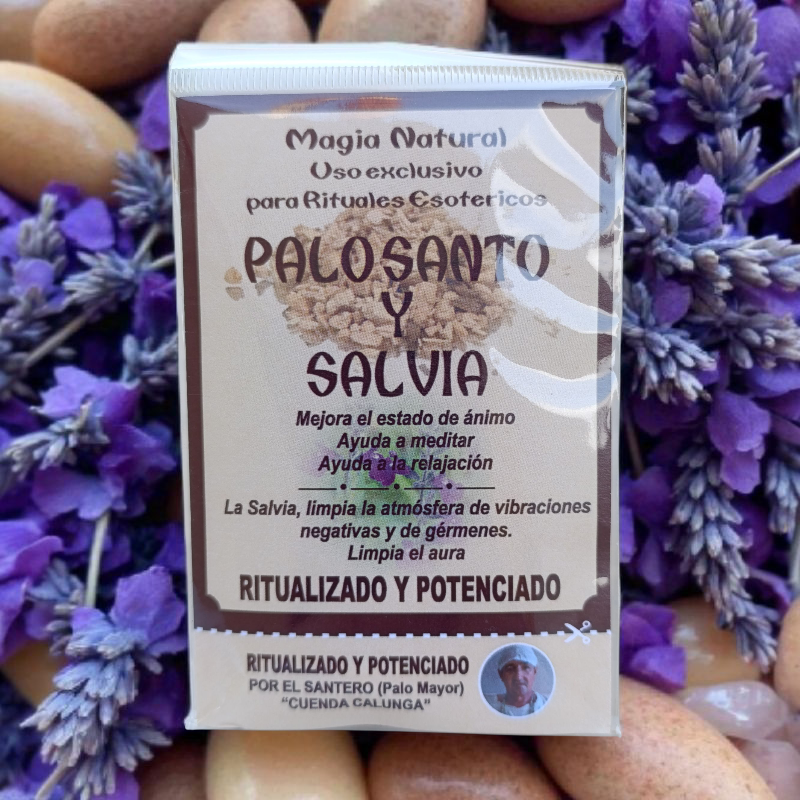 Magia Natural
Uso exclusivo
para Rituales Esotericos
PALO SANTO
Y
SALVIA
Mejora el estado de ánimo
Ayuda a meditar
Ayuda a la relajación
La Salvia, limpia la atmósfera de vibraciones
negativas y de gérmenes.
Limpia el aura
RITUALIZADO Y POTENCIADO
RITUALIZADO Y POTENCIADO
POR EL SANTERO (Palo Mayor)
“CUENDA CALUNGA”